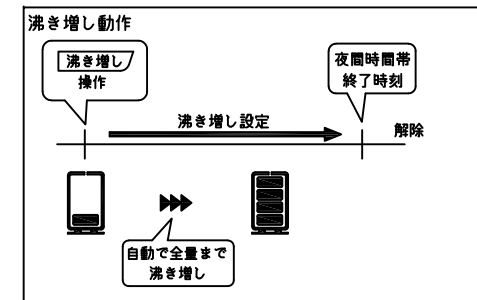 沸き増し動作
沸き増し
操作
夜間時間帯
終了時刻
沸き増し設定
解除
自動で全量まで
沸き増し